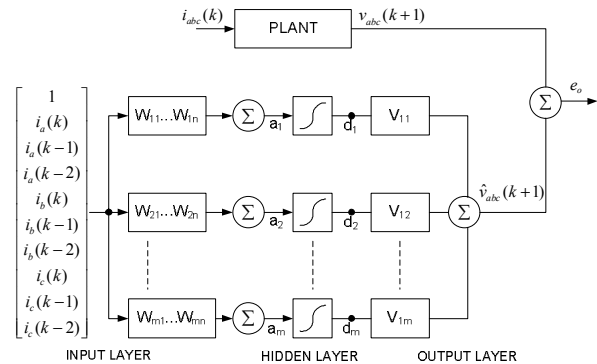 i_abc(k)
PLANT
v_abc(k+1)
e_o
Σ
1
i_a(k)
i_a(k−1)
i_a(k−2)
i_b(k)
i_b(k−1)
i_b(k−2)
i_c(k)
i_c(k−1)
i_c(k−2)
W11...W1n
Σ
a1
d1
V11
W21...W2n
Σ
a2
d2
V12
Σ
v̂_abc(k+1)
Wm1...Wmn
Σ
am
dm
V1m
INPUT LAYER
HIDDEN LAYER
OUTPUT LAYER